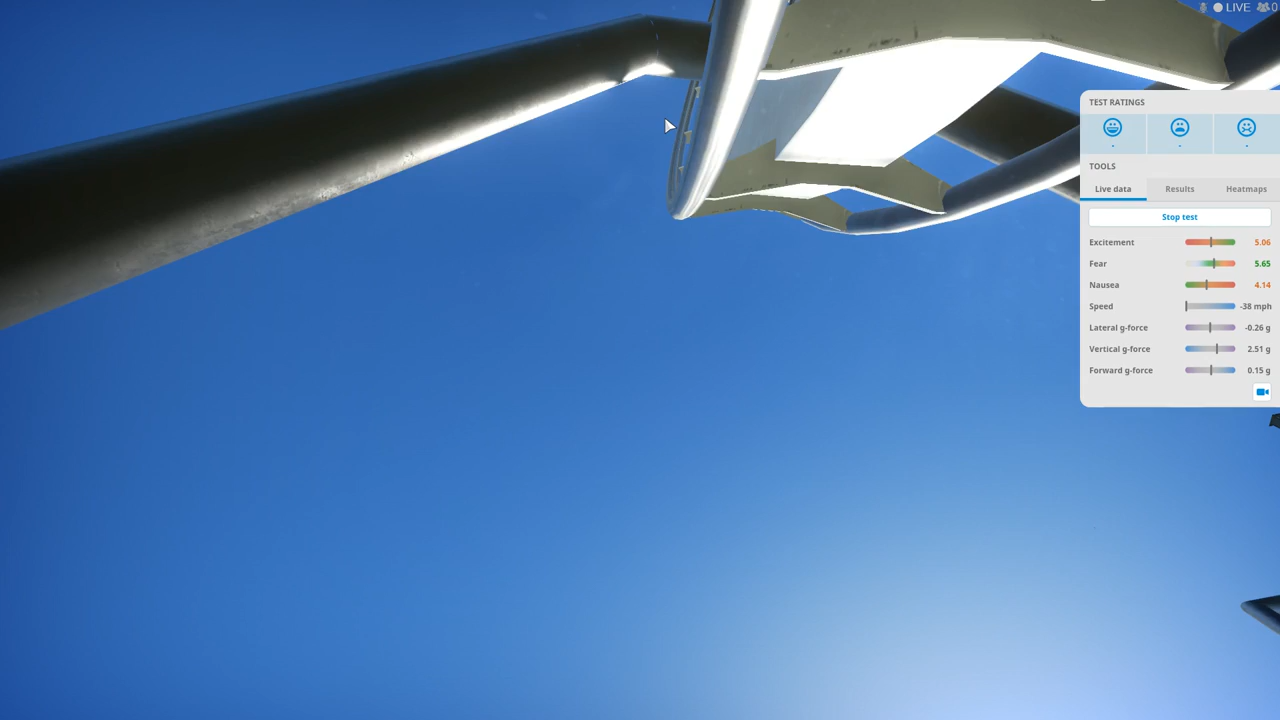 LIVE 0
TEST RATINGS
- - -
TOOLS
Live data Results Heatmaps
Stop test
Excitement 5.06
Fear 5.65
Nausea 4.14
Speed -38 mph
Lateral g-force -0.26 g
Vertical g-force 2.51 g
Forward g-force 0.15 g